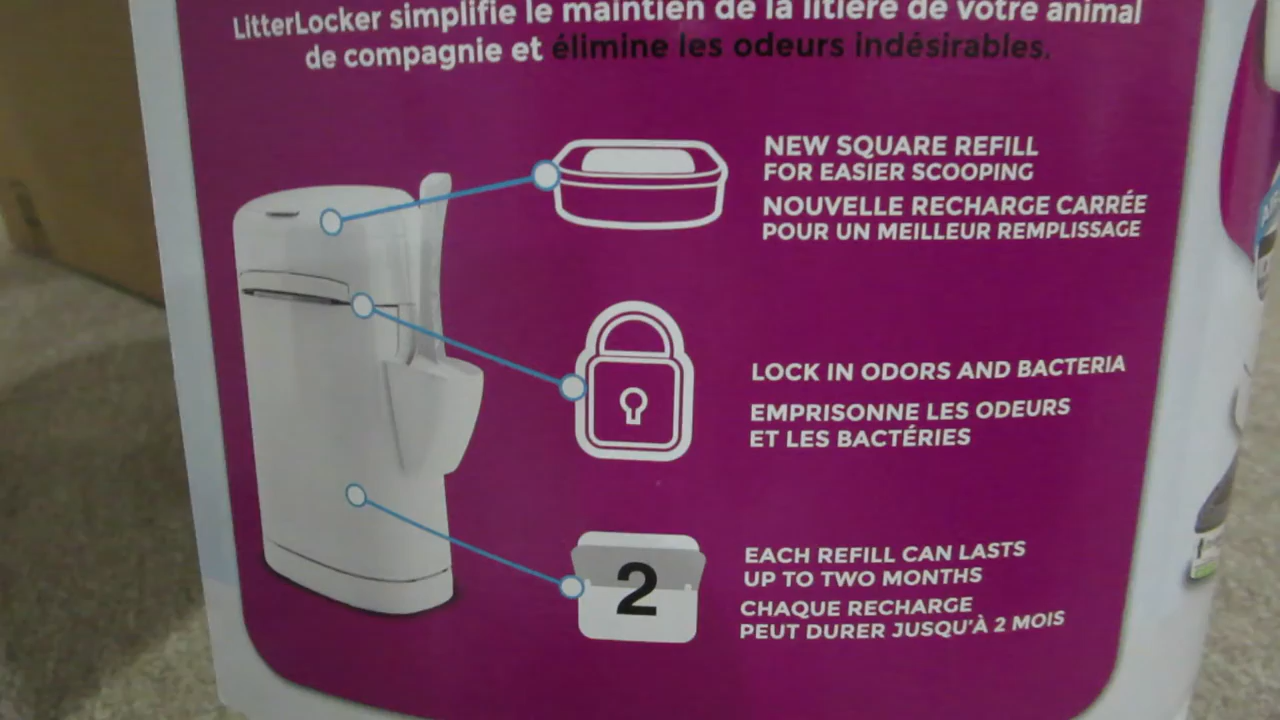 LitterLocker simplifie le maintien de la litière de votre animal
de compagnie et élimine les odeurs indésirables.
NEW SQUARE REFILL
FOR EASIER SCOOPING
NOUVELLE RECHARGE CARRÉE
POUR UN MEILLEUR REMPLISSAGE
LOCK IN ODORS AND BACTERIA
EMPRISONNE LES ODEURS
ET LES BACTÉRIES
2
EACH REFILL CAN LASTS
UP TO TWO MONTHS
CHAQUE RECHARGE
PEUT DURER JUSQU'À 2 MOIS